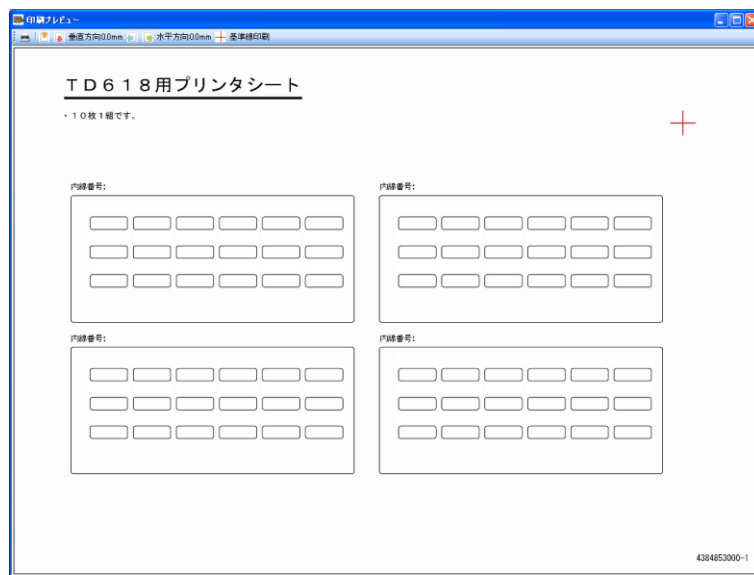 印刷プレビュー
垂直方向0.0mm 水平方向0.0mm 基準線印刷
ＴＤ６１８用プリンタシート
・１０枚１組です。
内線番号: 内線番号:
内線番号: 内線番号:
4384853000-1